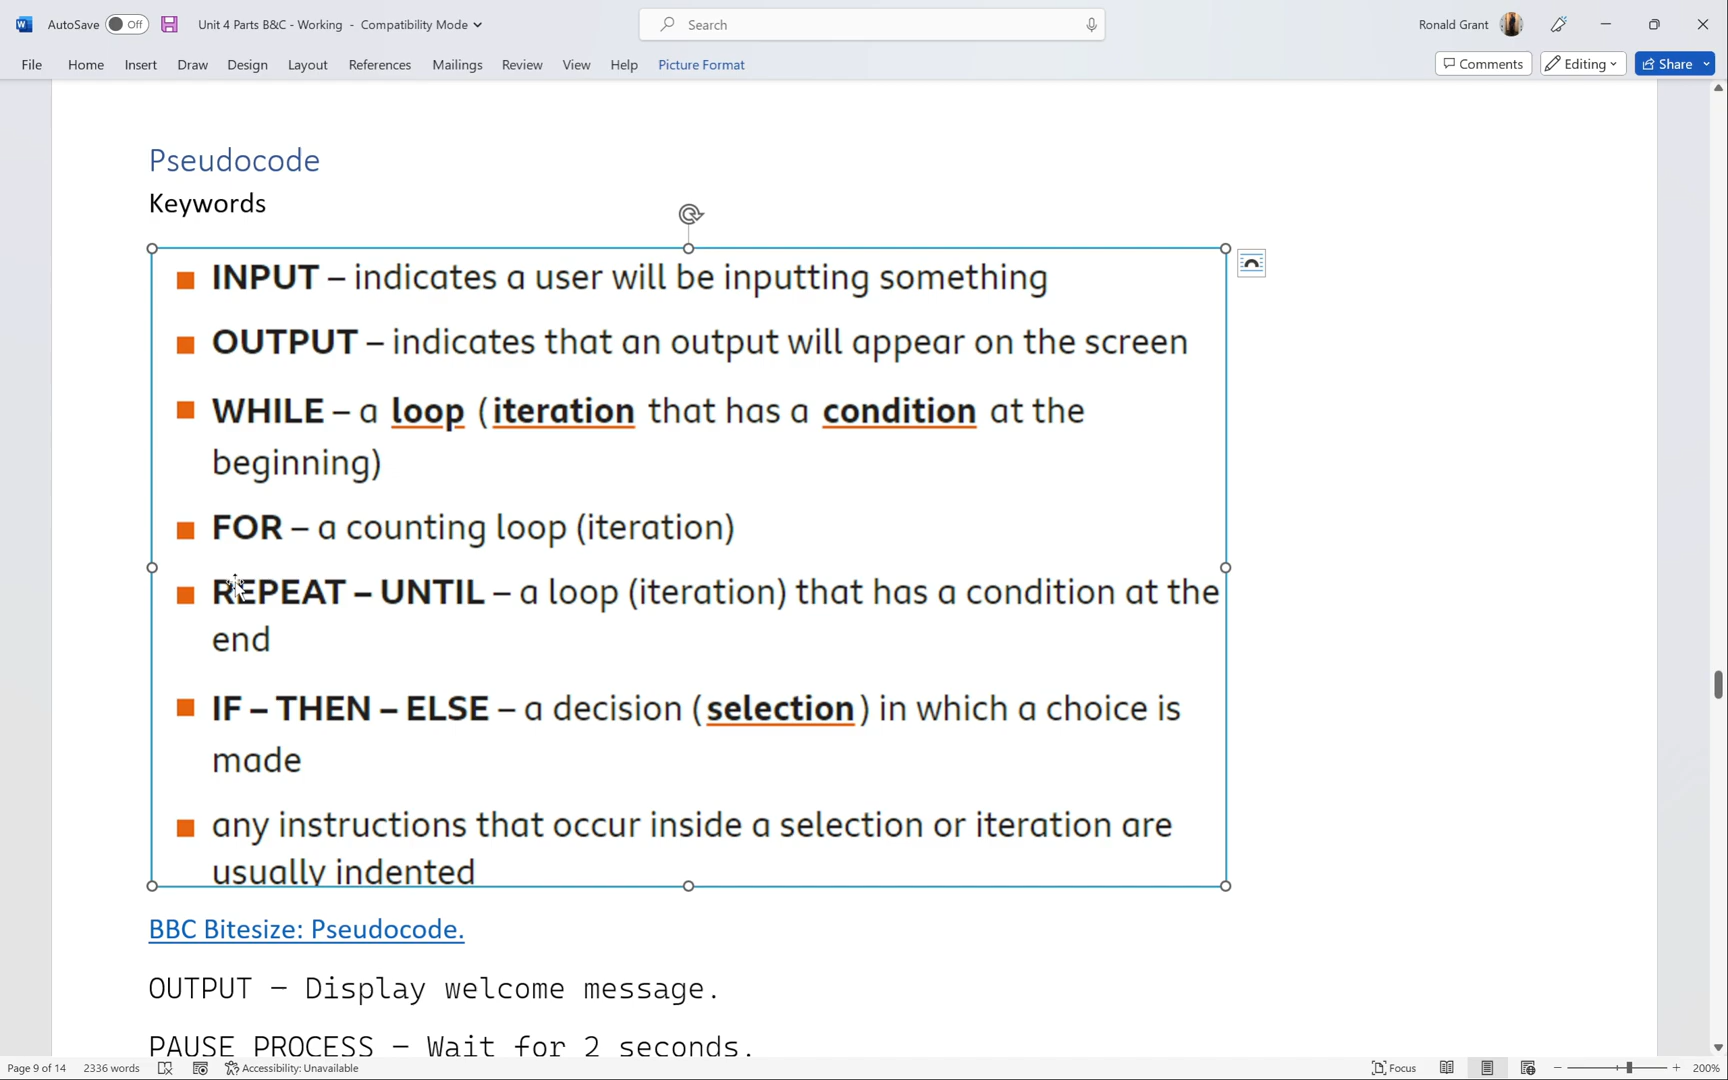 AutoSave Off Unit 4 Parts B&C - Working - Compatibility Mode Search Ronald Grant
File Home Insert Draw Design Layout References Mailings Review View Help Picture Format Comments Editing Share
Pseudocode
Keywords
INPUT – indicates a user will be inputting something
OUTPUT – indicates that an output will appear on the screen
WHILE – a loop (iteration that has a condition at the
beginning)
FOR – a counting loop (iteration)
REPEAT – UNTIL – a loop (iteration) that has a condition at the
end
IF – THEN – ELSE – a decision (selection) in which a choice is
made
any instructions that occur inside a selection or iteration are
usually indented
BBC Bitesize: Pseudocode.
OUTPUT – Display welcome message.
PAUSE PROCESS – Wait for 2 seconds.
Page 9 of 14 2336 words Accessibility: Unavailable Focus 200%